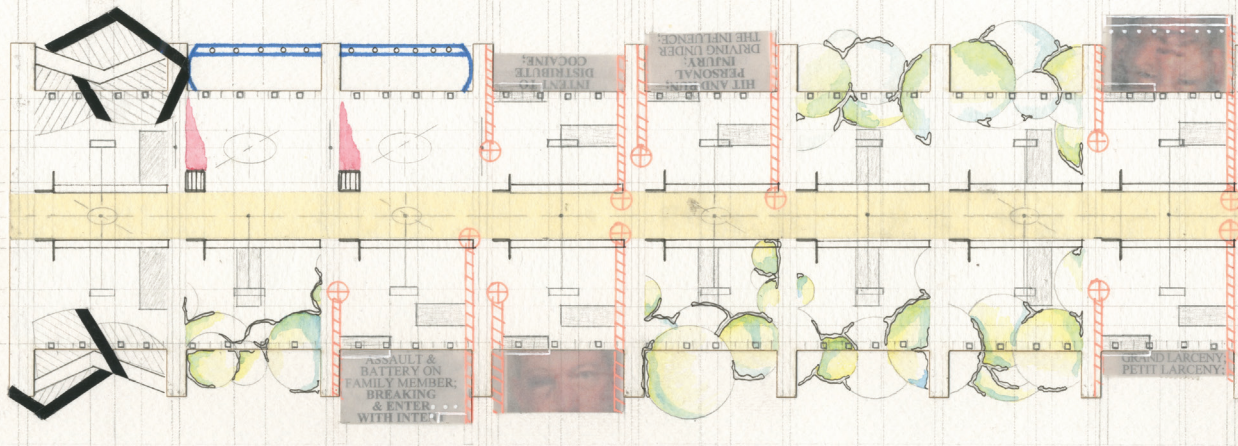 INTENT TO
DISTRIBUTE
COCAINE;
HIT AND RUN:
PERSONAL
INJURY;
DRIVING UNDER
THE INFLUENCE;
ASSAULT &
BATTERY ON
FAMILY MEMBER;
BREAKING
& ENTER
WITH INTENT
GRAND LARCENY;
PETIT LARCENY;